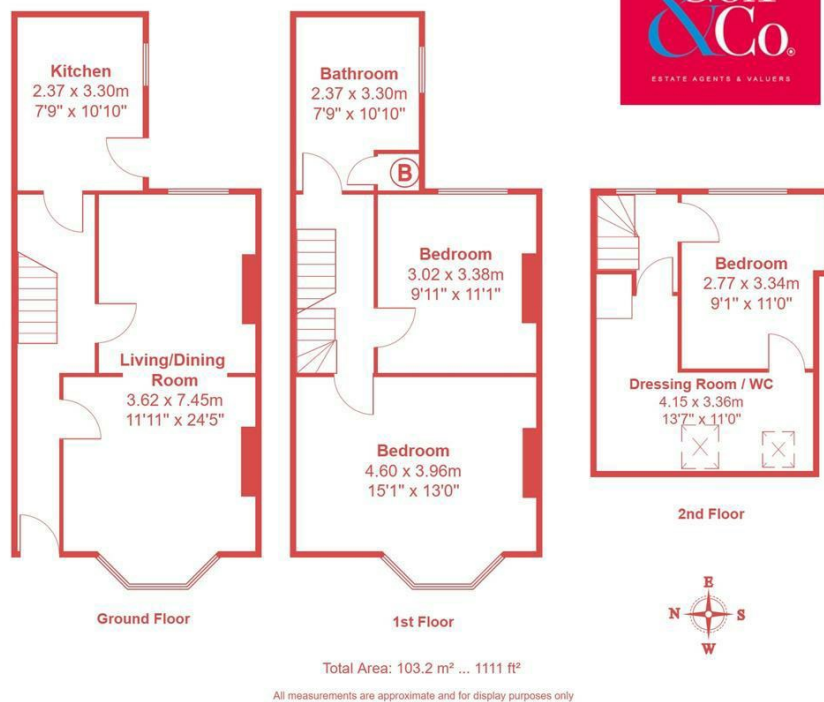 &Co.
ESTATE AGENTS & VALUERS
Kitchen
2.37 x 3.30m
7'9" x 10'10"
Living/Dining
Room
3.62 x 7.45m
11'11" x 24'5"
Ground Floor
Bathroom
2.37 x 3.30m
7'9" x 10'10"
B
Bedroom
3.02 x 3.38m
9'11" x 11'1"
Bedroom
4.60 x 3.96m
15'1" x 13'0"
1st Floor
Bedroom
2.77 x 3.34m
9'1" x 11'0"
Dressing Room / WC
4.15 x 3.36m
13'7" x 11'0"
2nd Floor
E
N S
W
Total Area: 103.2 m² ... 1111 ft²
All measurements are approximate and for display purposes only